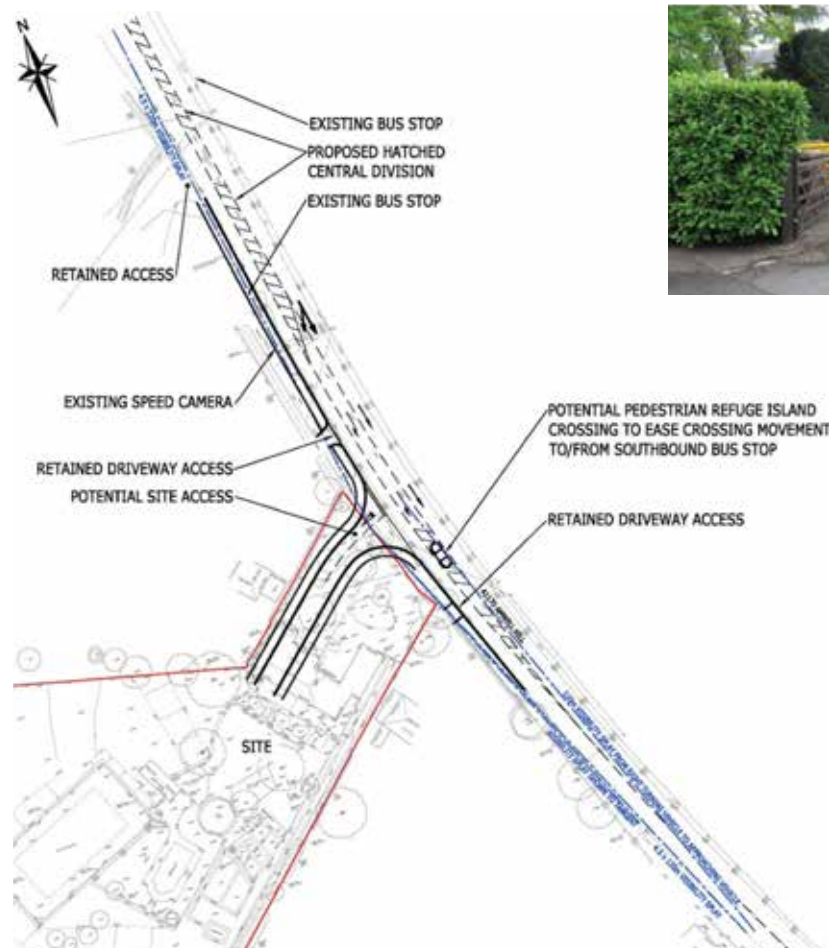 N
EXISTING BUS STOP
PROPOSED HATCHED
CENTRAL DIVISION
EXISTING BUS STOP
RETAINED ACCESS
EXISTING SPEED CAMERA
POTENTIAL PEDESTRIAN REFUGE ISLAND
CROSSING TO EASE CROSSING MOVEMENT
TO/FROM SOUTHBOUND BUS STOP
RETAINED DRIVEWAY ACCESS
POTENTIAL SITE ACCESS
RETAINED DRIVEWAY ACCESS
SITE